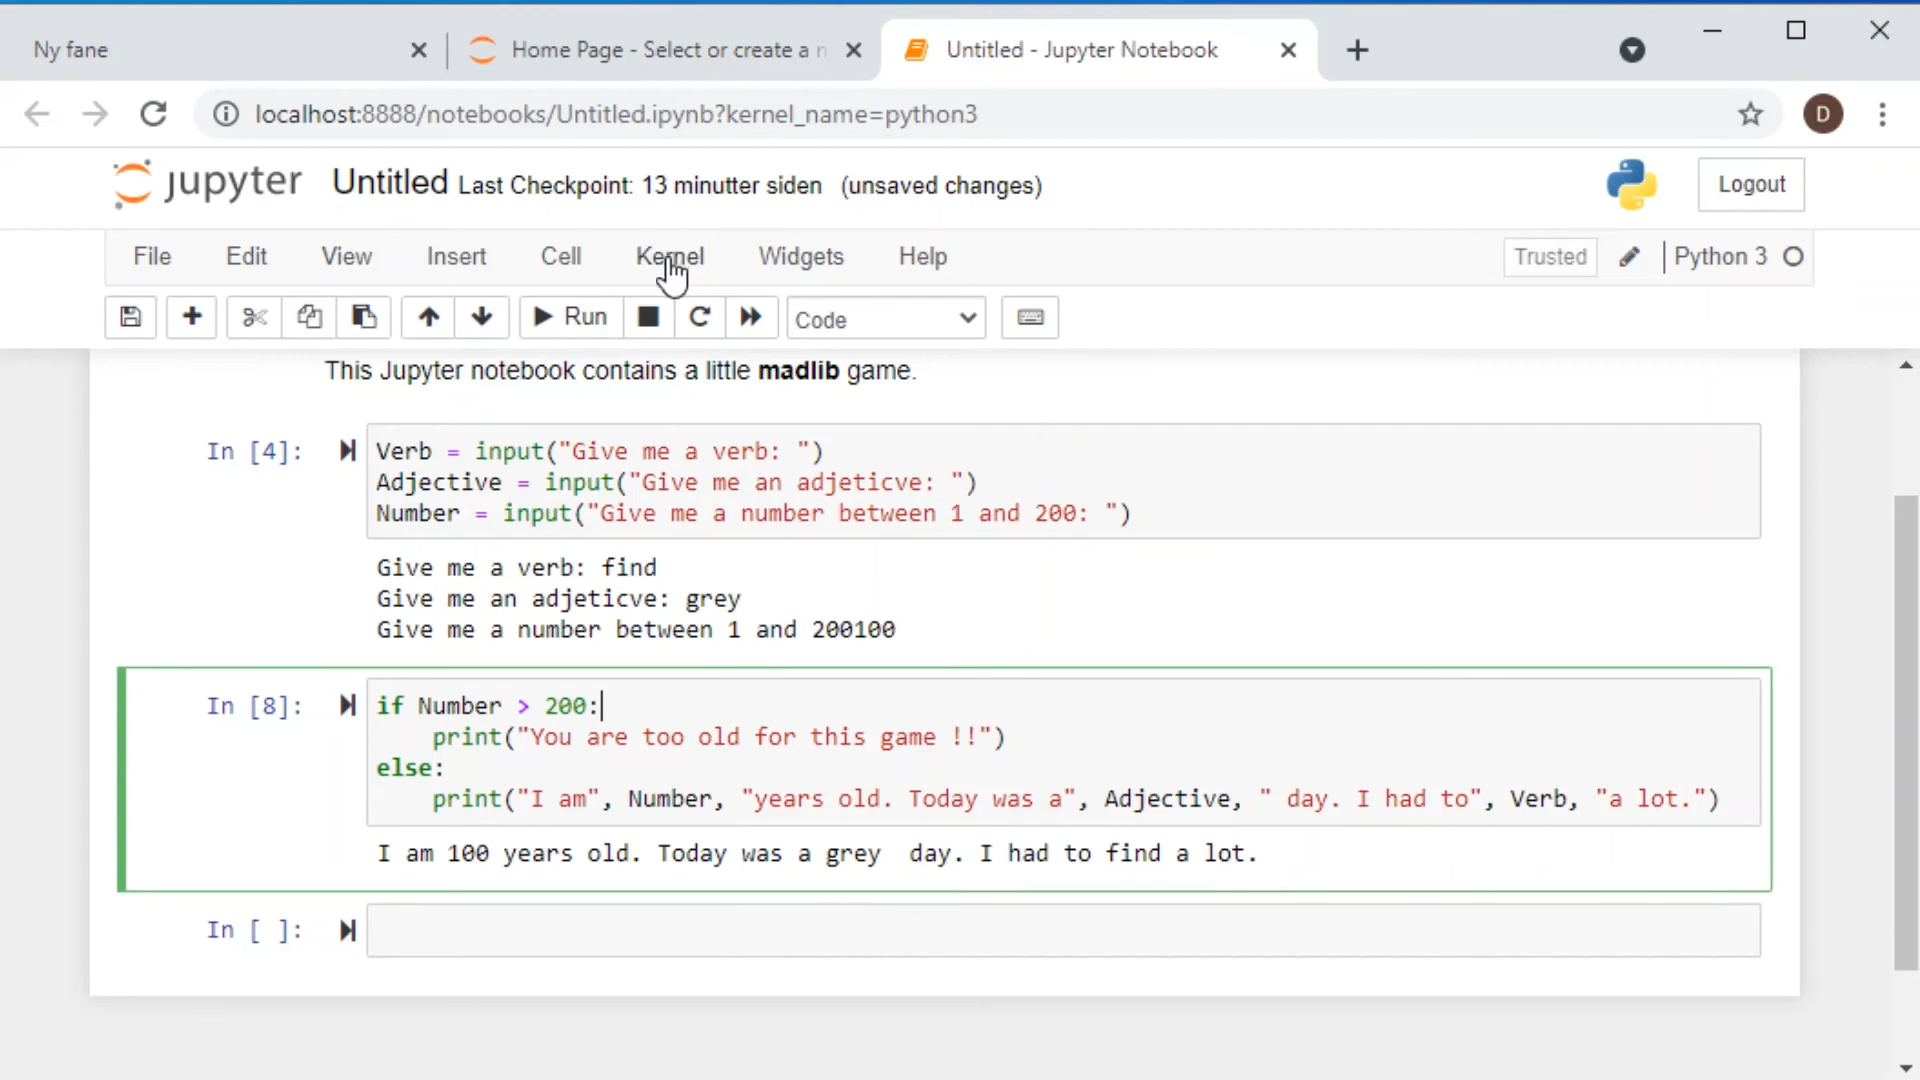 Ny fane
Home Page - Select or create a n
Untitled - Jupyter Notebook
localhost:8888/notebooks/Untitled.ipynb?kernel_name=python3
D
jupyter Untitled Last Checkpoint: 13 minutter siden (unsaved changes)
Logout
File Edit View Insert Cell Kernel Widgets Help
Trusted Python 3
Run Code
This Jupyter notebook contains a little madlib game.
In [4]: Verb = input("Give me a verb: ")
Adjective = input("Give me an adjeticve: ")
Number = input("Give me a number between 1 and 200: ")
Give me a verb: find
Give me an adjeticve: grey
Give me a number between 1 and 200100
In [8]: if Number > 200:
print("You are too old for this game !!")
else:
print("I am", Number, "years old. Today was a", Adjective, " day. I had to", Verb, "a lot.")
I am 100 years old. Today was a grey  day. I had to find a lot.
In [ ]: